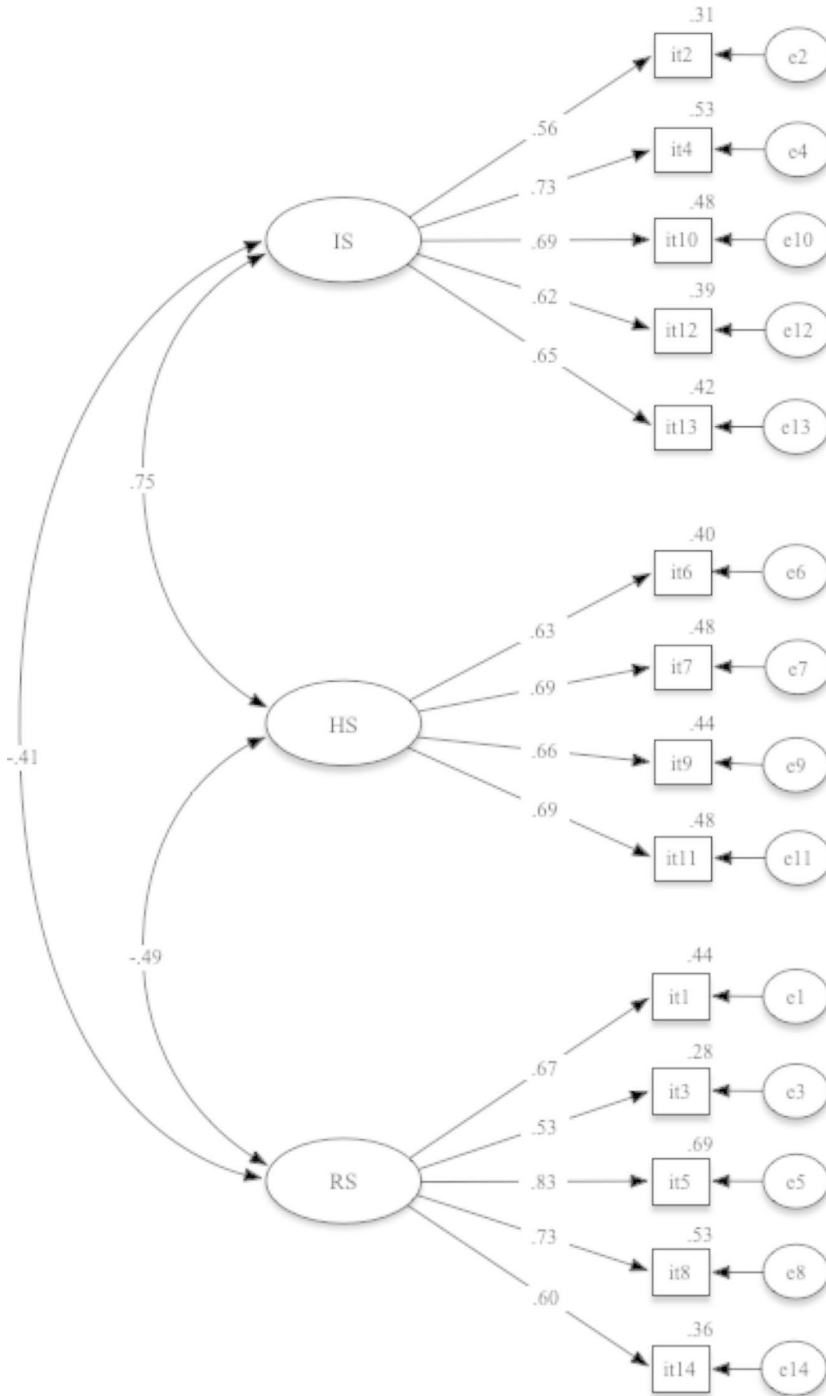 .31
it2 e2
.56
.53
it4 e4
.73
.48
IS .69 it10 e10
.39
.62 it12 e12
.65
.42
it13 e13
.75
.40
it6 e6
.63
.48
.69 it7 e7
HS
.44
.66 it9 e9
-.41
.69
.48
it11 e11
-.49
.44
it1 e1
.67
.28
it3 e3
.53
.69
RS .83 it5 e5
.53
.73
it8 e8
.60
.36
it14 e14